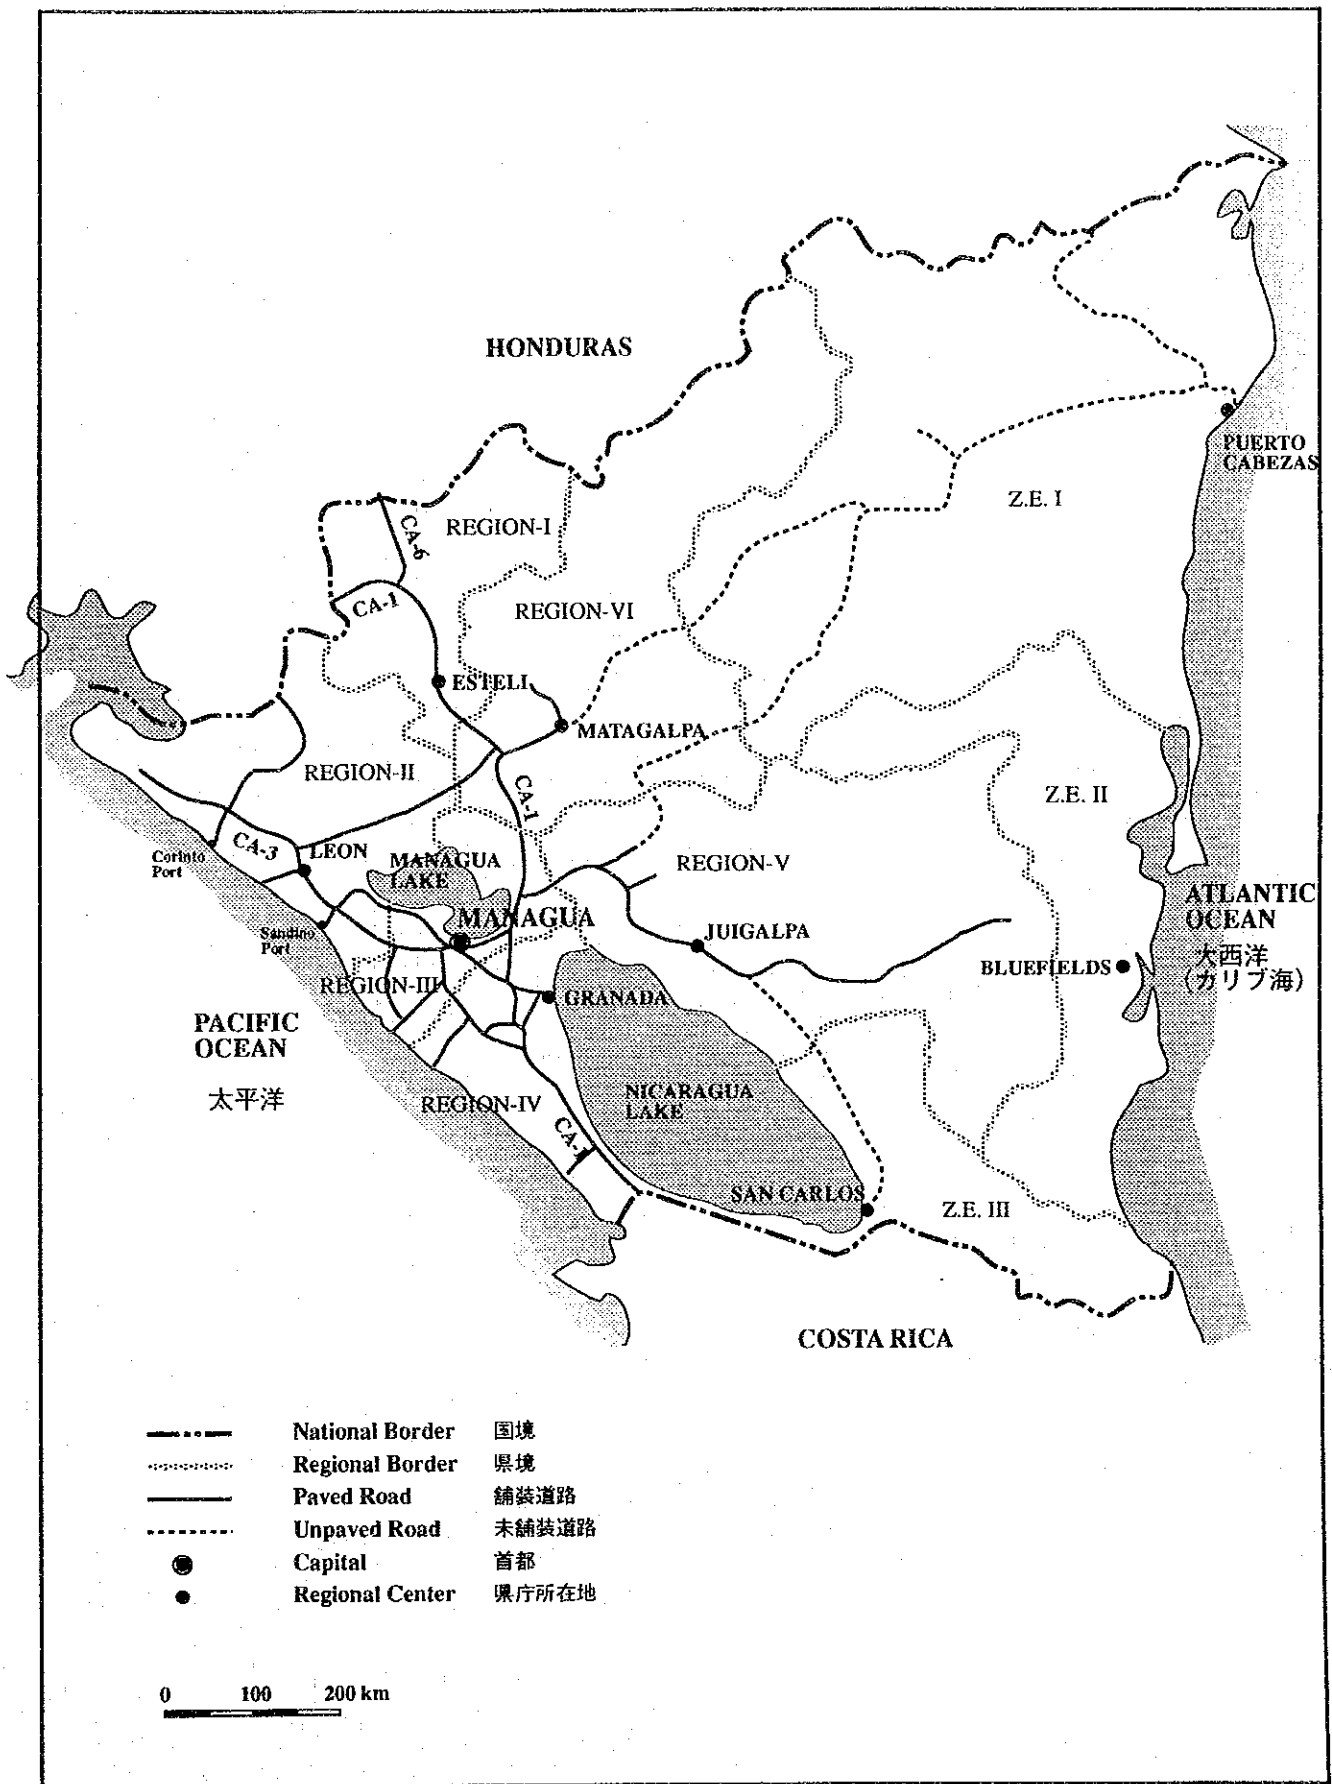 HONDURAS
PUERTO
CABEZAS
Z.E. I
CA-6
REGION-I
CA-1
REGION-VI
ESTELI
MATAGALPA
REGION-II
CA-1
Z.E. II
CA-3
Corinto
Port
LEON
MANAGUA
LAKE
REGION-V
ATLANTIC
OCEAN
大西洋
(カリブ海)
MANAGUA
Sandino
Port
JUIGALPA
BLUEFIELDS
REGION-III
GRANADA
PACIFIC
OCEAN
太平洋
NICARAGUA
LAKE
REGION-IV
CA-1
SAN CARLOS
Z.E. III
COSTA RICA
National Border 国境
Regional Border 県境
Paved Road 舗装道路
Unpaved Road 未舗装道路
Capital 首都
Regional Center 県庁所在地
0 100 200 km